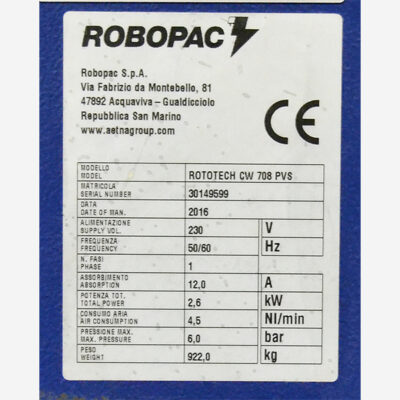 ROBOPAC
Robopac S.p.A.
Via Fabrizio da Montebello, 81
47892 Acquaviva - Gualdicciolo
Repubblica San Marino
www.aetnagroup.com
CE
MODELLO
MODEL
ROTOTECH CW 708 PVS
MATRICOLA
SERIAL NUMBER
30149599
DATA
DATE OF MAN.
2016
ALIMENTAZIONE
SUPPLY VOL.
230 V
FREQUENZA
FREQUENCY
50/60 Hz
N. FASI
PHASE
1
ASSORBIMENTO
ABSORPTION
12,0 A
POTENZA TOT.
TOTAL POWER
2,6 kW
CONSUMO ARIA
AIR CONSUMPTION
4,5 Nl/min
PRESSIONE MAX.
MAX. PRESSURE
6,0 bar
PESO
WEIGHT
922,0 kg